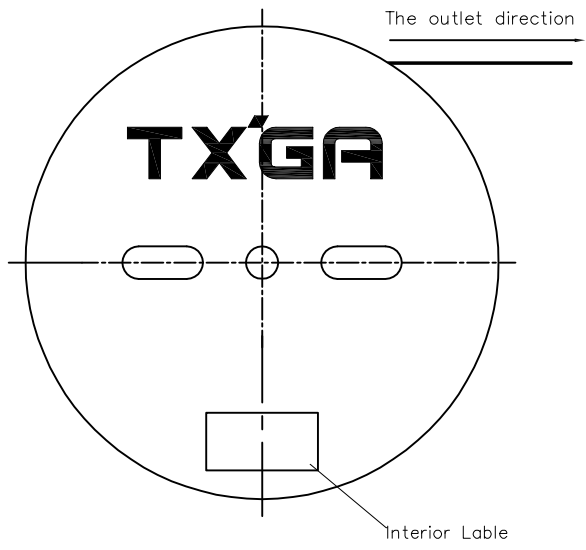 The outlet direction
TX'GA
Interior Lable